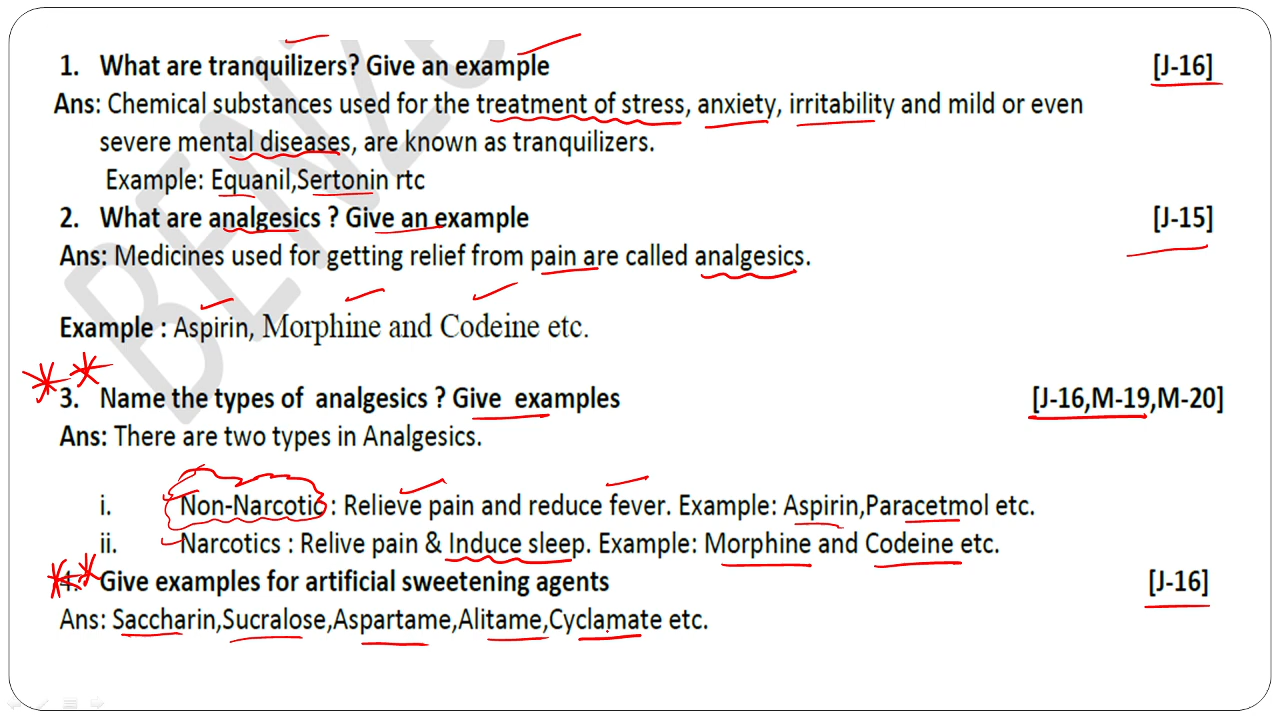 1. What are tranquilizers? Give an example [J-16]
Ans: Chemical substances used for the treatment of stress, anxiety, irritability and mild or even
severe mental diseases, are known as tranquilizers.
Example: Equanil,Sertonin rtc
2. What are analgesics ? Give an example [J-15]
Ans: Medicines used for getting relief from pain are called analgesics.
Example : Aspirin, Morphine and Codeine etc.
3. Name the types of analgesics ? Give examples [J-16,M-19,M-20]
Ans: There are two types in Analgesics.
i. Non-Narcotic : Relieve pain and reduce fever. Example: Aspirin,Paracetmol etc.
ii. Narcotics : Relive pain & Induce sleep. Example: Morphine and Codeine etc.
4. Give examples for artificial sweetening agents [J-16]
Ans: Saccharin,Sucralose,Aspartame,Alitame,Cyclamate etc.